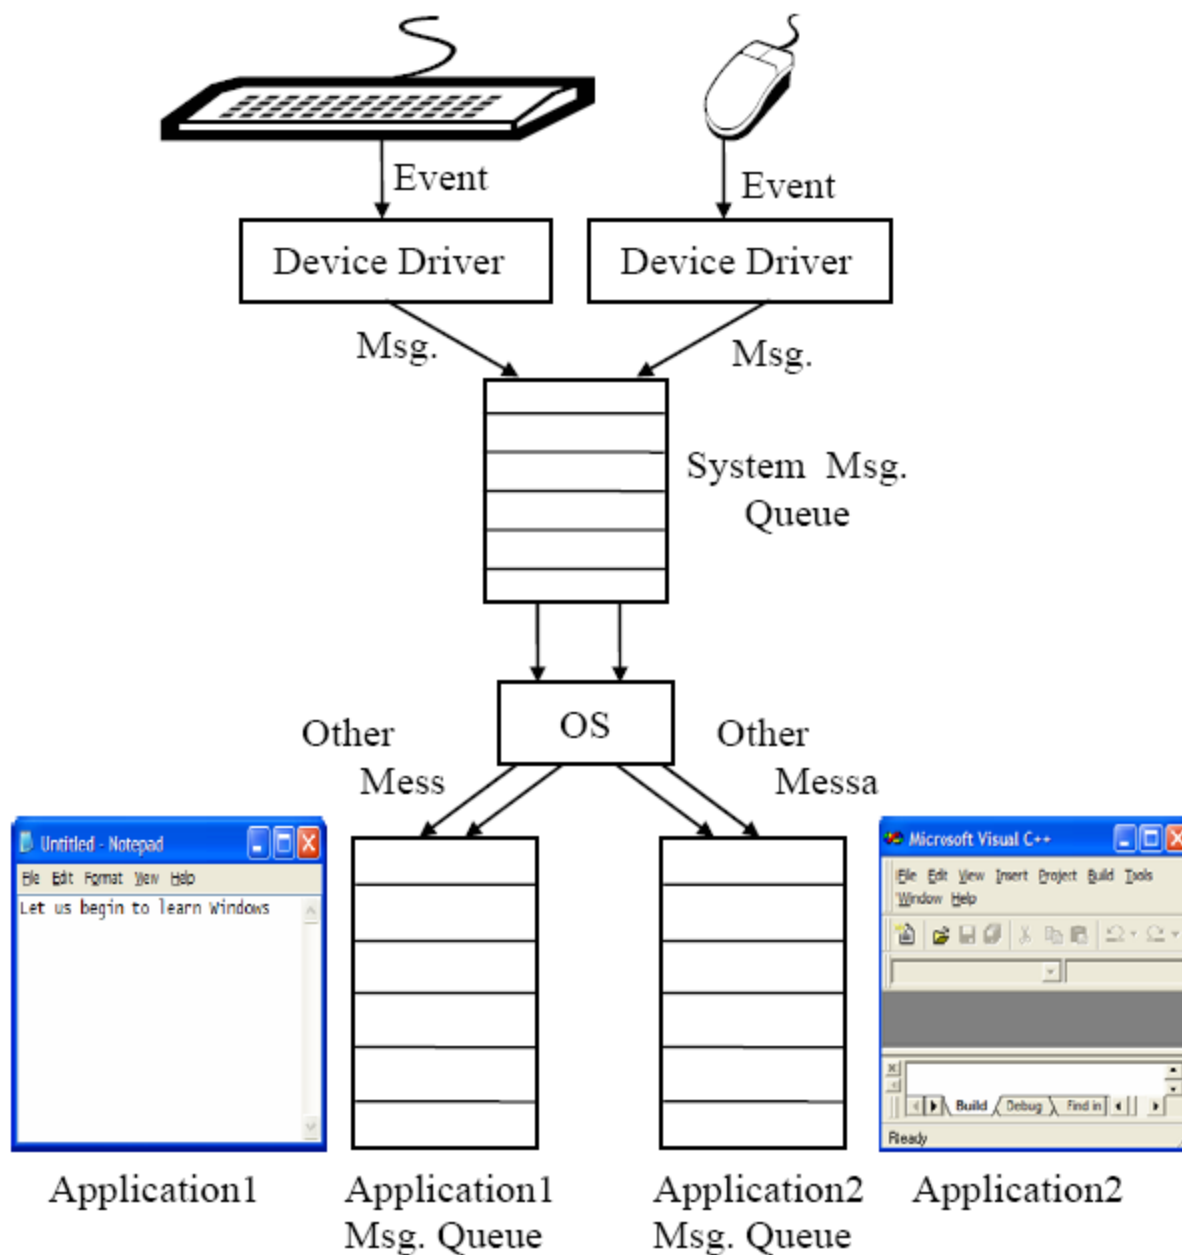 Event
Event
Device Driver
Device Driver
Msg.
Msg.
System Msg.
Queue
OS
Other
Mess
Other
Messa
Untitled - Notepad
File Edit Format View Help
Let us begin to learn Windows
Microsoft Visual C++
File Edit View Insert Project Build Tools
Window Help
Build Debug Find in
Ready
Application1
Application1
Msg. Queue
Application2
Msg. Queue
Application2